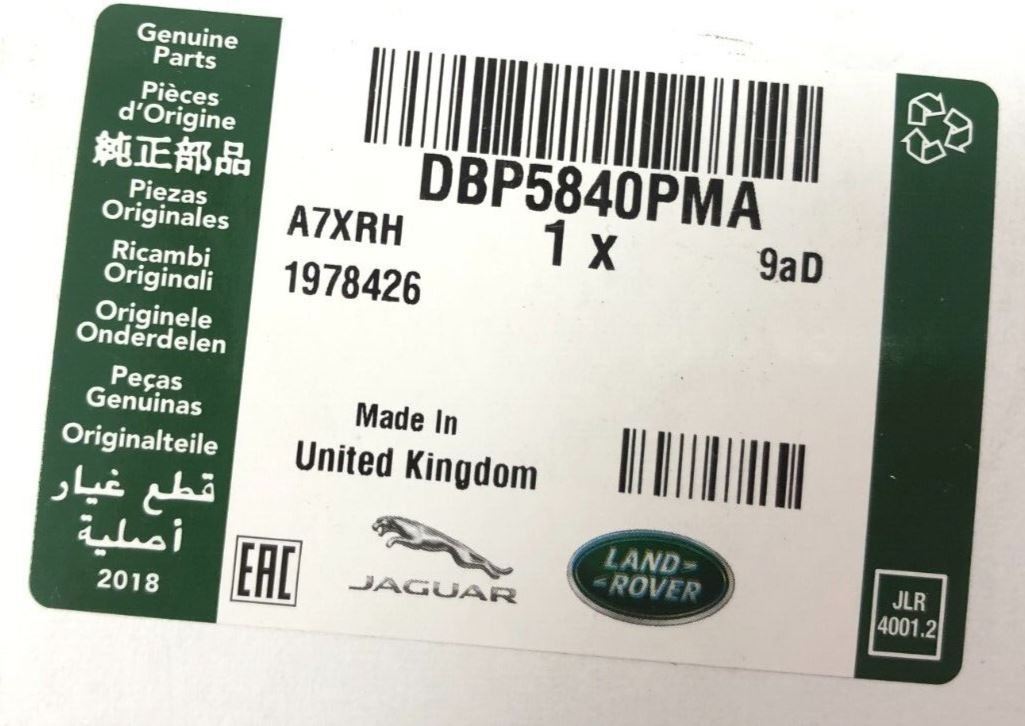 Genuine
Parts
Pièces
d'Origine
純正部品
Piezas
Originales
Ricambi
Originali
Originele
Onderdelen
Peças
Genuinas
Originalteile
قطع غيار
أصلية
2018
DBP5840PMA
A7XRH
1 x
9aD
1978426
Made In
United Kingdom
EAC
JAGUAR
LAND-
-ROVER
JLR
4001.2